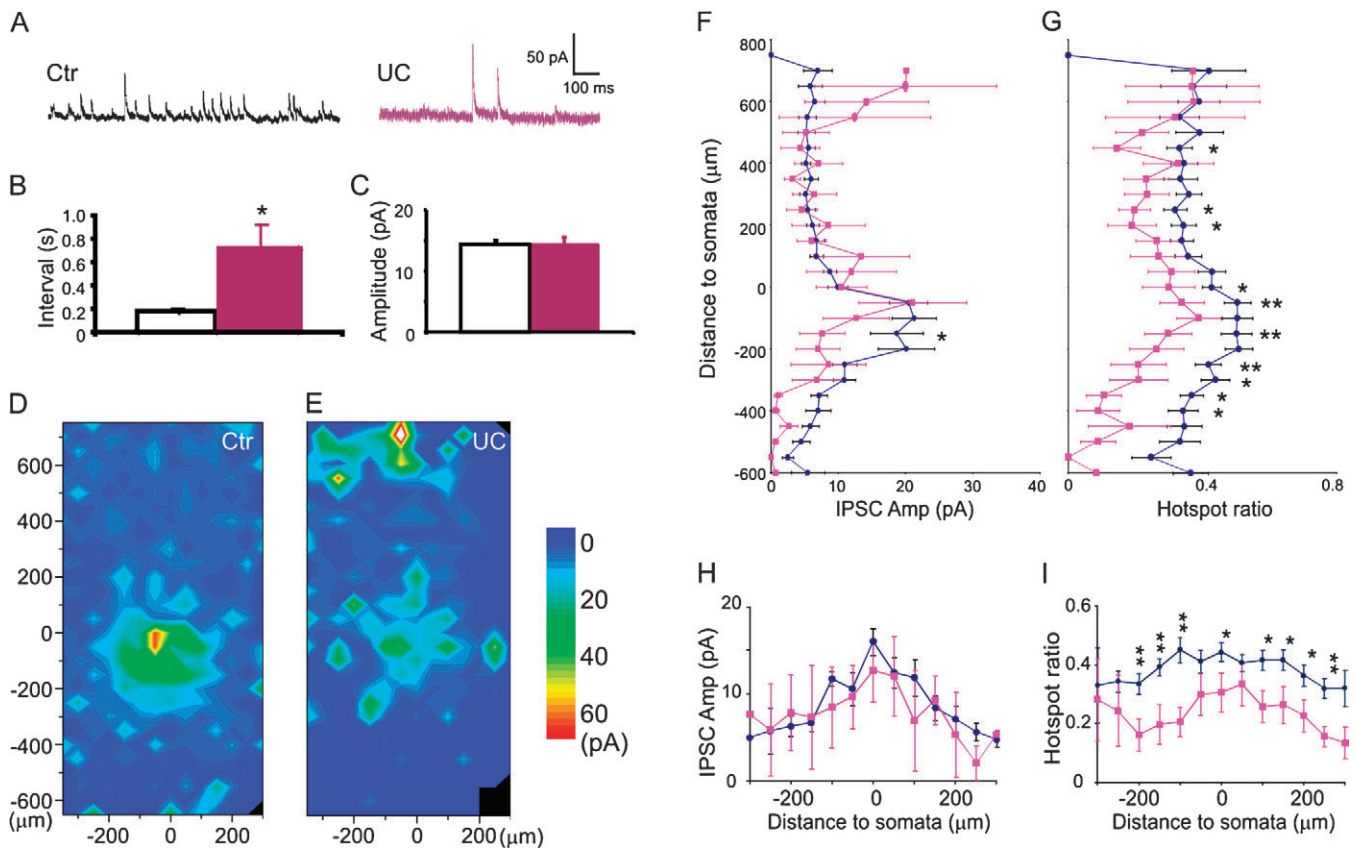 A
Ctr
UC
50 pA
100 ms
B
Interval (s)
1.0
0.8
0.6
0.4
0.2
0
*
C
Amplitude (pA)
20
15
10
5
0
D
Ctr
600
400
200
0
-200
-400
-600
(μm)
-200
0
200
E
UC
-200
0
200
(μm)
0
20
40
60
(pA)
F
Distance to somata (μm)
800
600
400
200
0
-200
-400
-600
*
0
10
20
30
40
IPSC Amp (pA)
G
*
*
*
*
**
**
**
*
*
*
0
0.4
0.8
Hotspot ratio
H
IPSC Amp (pA)
20
10
0
-200
0
200
Distance to somata (μm)
I
Hotspot ratio
0.6
0.4
0.2
0
**
**
**
*
*
*
*
**
-200
0
200
Distance to somata (μm)